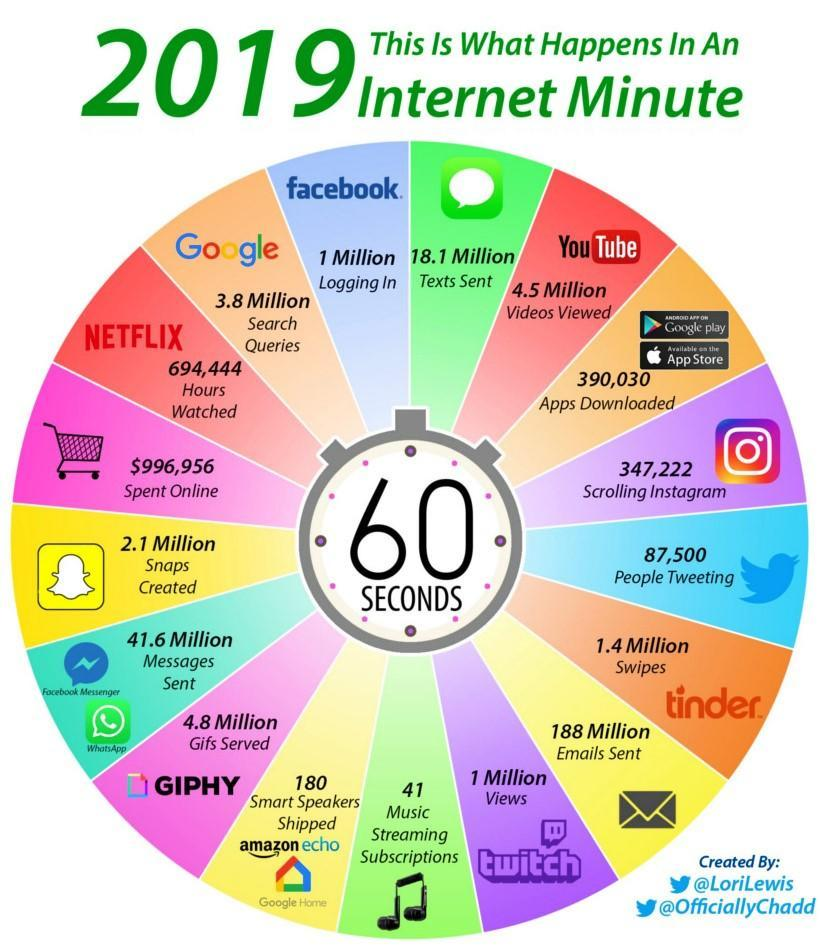 2019
This Is What Happens In An
Internet Minute
facebook
1 Million
Logging In
18.1 Million
Texts Sent
YouTube
4.5 Million
Videos Viewed
ANDROID APP ON
Google play
Available on the
App Store
390,030
Apps Downloaded
347,222
Scrolling Instagram
87,500
People Tweeting
1.4 Million
Swipes
tinder
188 Million
Emails Sent
1 Million
Views
twitch
41
Music
Streaming
Subscriptions
180
Smart Speakers
Shipped
amazon echo
Google Home
4.8 Million
Gifs Served
GIPHY
41.6 Million
Messages
Sent
Facebook Messenger
WhatsApp
2.1 Million
Snaps
Created
$996,956
Spent Online
NETFLIX
694,444
Hours
Watched
Google
3.8 Million
Search
Queries
60
SECONDS
Created By:
@LoriLewis
@OfficiallyChadd